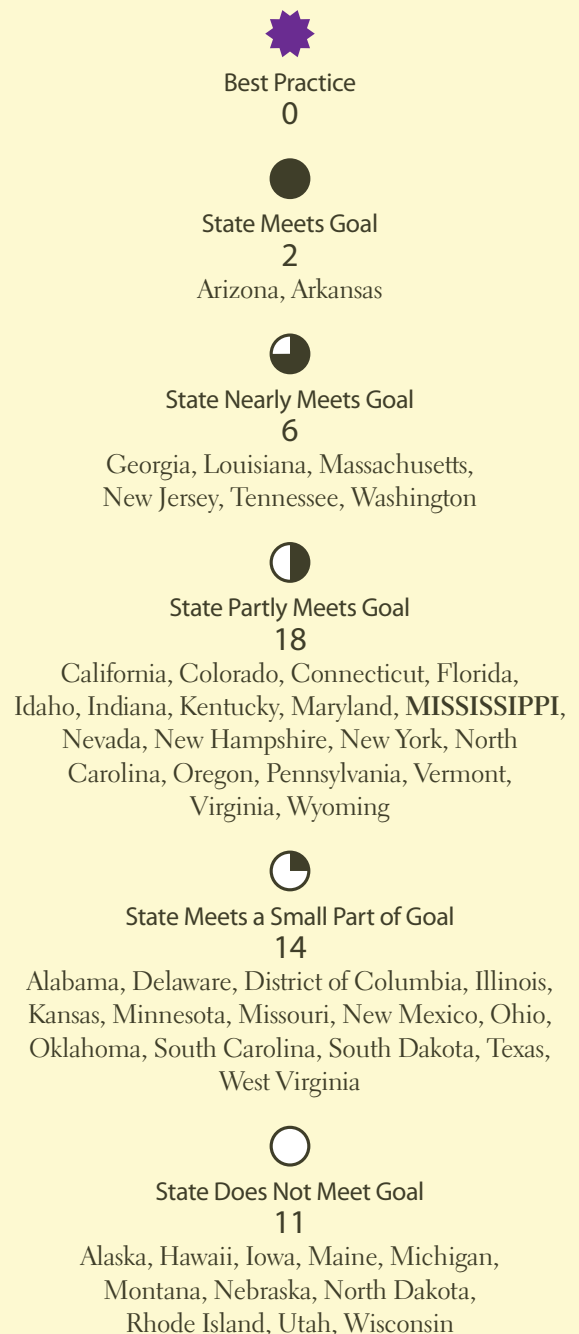 Best Practice
0
State Meets Goal
2
Arizona, Arkansas
State Nearly Meets Goal
6
Georgia, Louisiana, Massachusetts,
New Jersey, Tennessee, Washington
State Partly Meets Goal
18
California, Colorado, Connecticut, Florida,
Idaho, Indiana, Kentucky, Maryland, MISSISSIPPI,
Nevada, New Hampshire, New York, North
Carolina, Oregon, Pennsylvania, Vermont,
Virginia, Wyoming
State Meets a Small Part of Goal
14
Alabama, Delaware, District of Columbia, Illinois,
Kansas, Minnesota, Missouri, New Mexico, Ohio,
Oklahoma, South Carolina, South Dakota, Texas,
West Virginia
State Does Not Meet Goal
11
Alaska, Hawaii, Iowa, Maine, Michigan,
Montana, Nebraska, North Dakota,
Rhode Island, Utah, Wisconsin